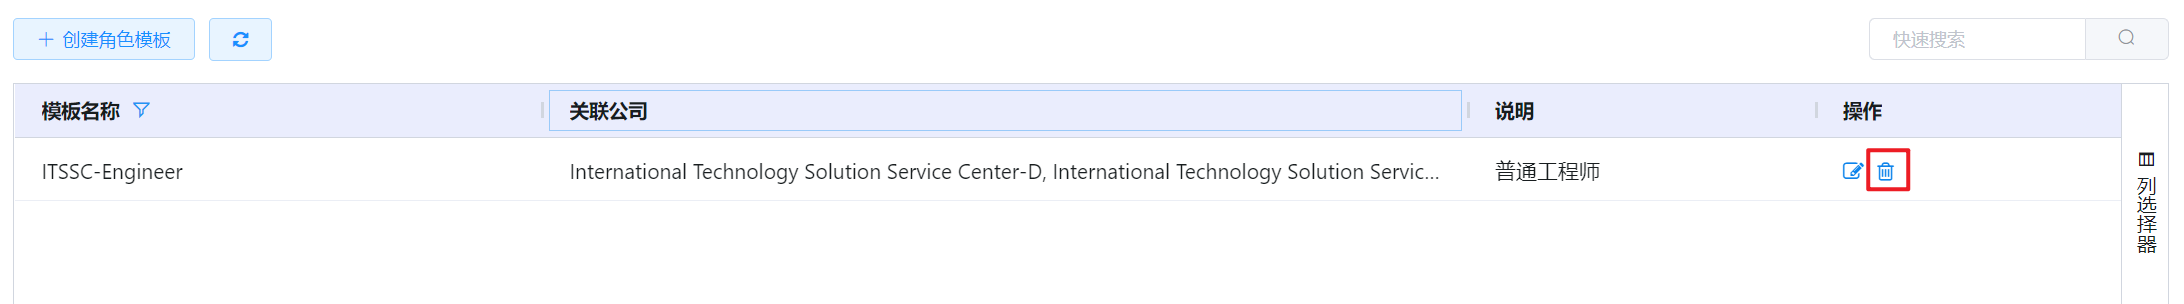 创建角色模板
快速搜索
模板名称 关联公司 说明 操作
ITSSC-Engineer International Technology Solution Service Center-D, International Technology Solution Servic... 普通工程师
列选择器